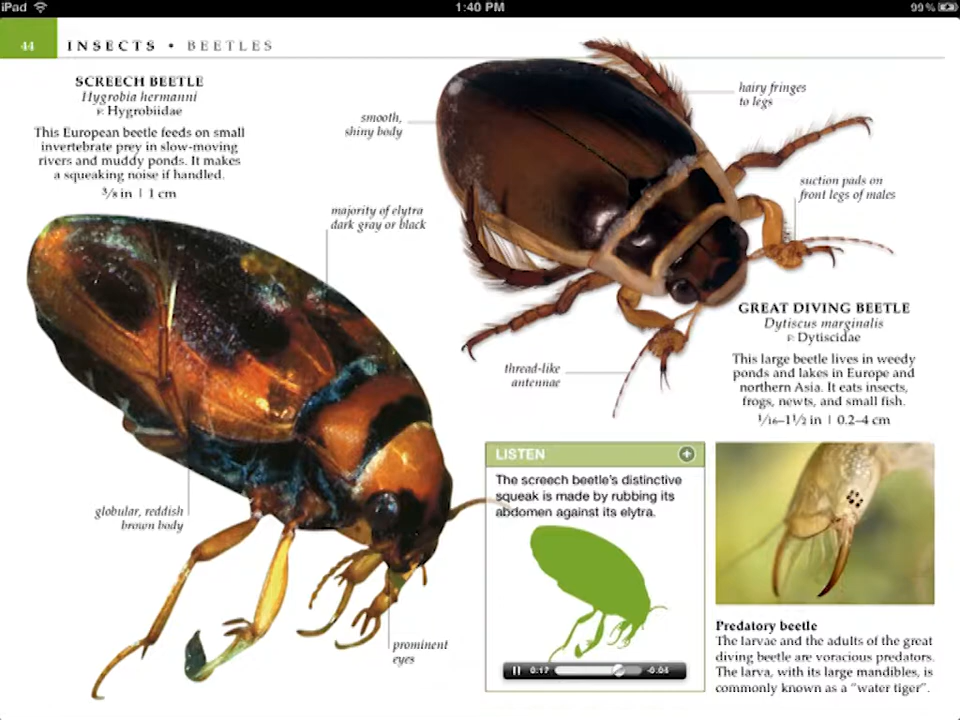 iPad
1:40 PM
99%
44
INSECTS • BEETLES
SCREECH BEETLE
Hygrobia hermanni
F: Hygrobiidae
This European beetle feeds on small
invertebrate prey in slow-moving
rivers and muddy ponds. It makes
a squeaking noise if handled.
3/8 in | 1 cm
smooth,
shiny body
hairy fringes
to legs
suction pads on
front legs of males
majority of elytra
dark gray or black
GREAT DIVING BEETLE
Dytiscus marginalis
F: Dytiscidae
This large beetle lives in weedy
ponds and lakes in Europe and
northern Asia. It eats insects,
frogs, newts, and small fish.
1/16–1 1/2 in | 0.2–4 cm
thread-like
antennae
globular, reddish
brown body
prominent
eyes
LISTEN
The screech beetle's distinctive
squeak is made by rubbing its
abdomen against its elytra.
0:17
-0:04
Predatory beetle
The larvae and the adults of the great
diving beetle are voracious predators.
The larva, with its large mandibles, is
commonly known as a "water tiger".